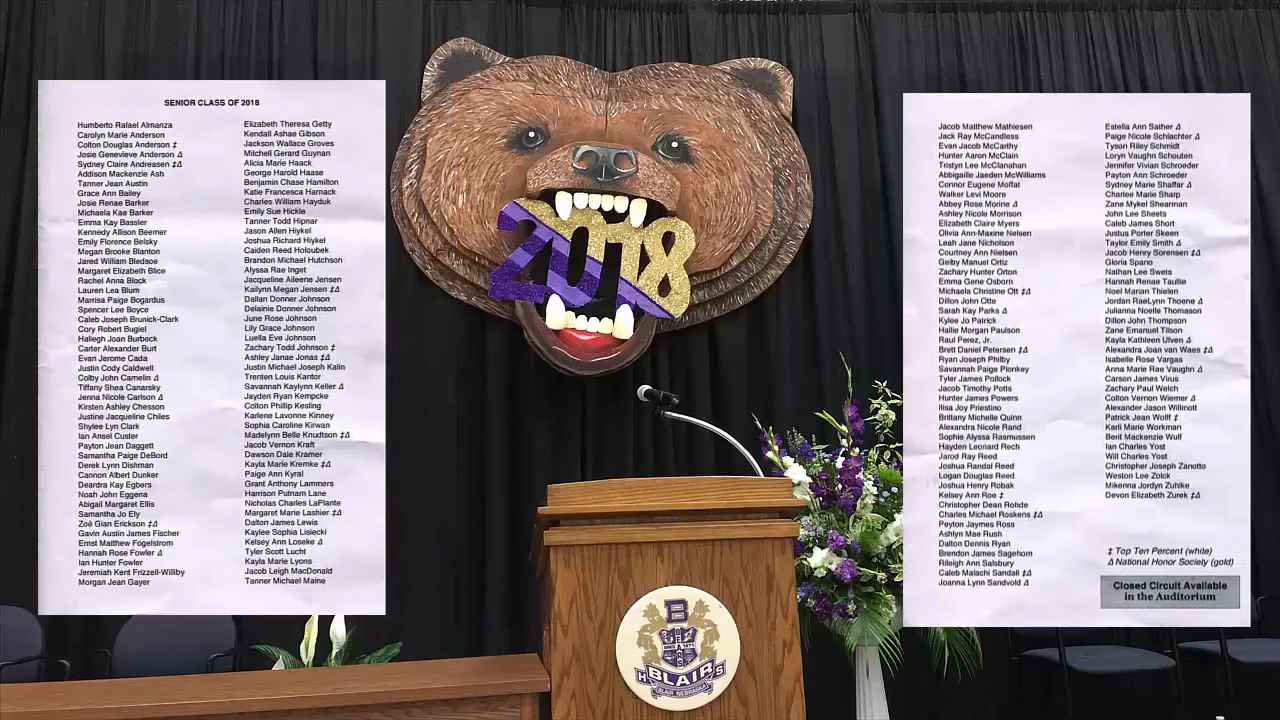 SENIOR CLASS OF 2018
Humberto Rafael Almanza
Carolyn Marie Anderson
Colton Douglas Anderson ‡
Josie Genevieve Anderson Δ
Sydney Claire Andreasen ‡Δ
Addison Mackenzie Ash
Tanner Jean Austin
Grace Ann Bailey
Josie Renae Barker
Michaela Kae Barker
Emma Kay Bassler
Kennedy Allison Beemer
Emily Florence Belsky
Megan Brooke Blanton
Jared William Bledsoe
Margaret Elizabeth Blice
Rachel Anna Block
Lauren Lea Blum
Marrisa Paige Bogardus
Spencer Lee Boyce
Caleb Joseph Brunick-Clark
Cory Robert Bugiel
Haliegh Joan Burbeck
Carter Alexander Burt
Evan Jerome Cada
Justin Cody Caldwell
Colby John Camelin Δ
Tiffany Shea Canarsky
Jenna Nicole Carlson Δ
Kirsten Ashley Chesson
Justine Jacqueline Chiles
Shylee Lyn Clark
Ian Ansel Custer
Payton Jean Daggett
Samantha Paige DeBord
Derek Lynn Dishman
Cannon Albert Dunker
Deardra Kay Egbers
Noah John Eggena
Abigail Margaret Ellis
Samantha Jo Ely
Zoë Gian Erickson ‡Δ
Gavin Austin James Fischer
Ernst Matthew Fogelstrom
Hannah Rose Fowler Δ
Ian Hunter Fowler
Jeremiah Kent Frizzell-Williby
Morgan Jean Gayer
Elizabeth Theresa Getty
Kendall Ashae Gibson
Jackson Wallace Groves
Mitchell Gerard Guynan
Alicia Marie Haack
George Harold Haase
Benjamin Chase Hamilton
Katie Francesca Harnack
Charles William Hayduk
Emily Sue Hickle
Tanner Todd Hipnar
Jason Allen Hiykel
Joshua Richard Hiykel
Caiden Reed Holoubek
Brandon Michael Hutchson
Alyssa Rae Inget
Jacqueline Aileene Jensen
Kailynn Megan Jensen ‡Δ
Dallan Donner Johnson
Delainie Donner Johnson
June Rose Johnson
Lily Grace Johnson
Luella Eve Johnson
Zachary Todd Johnson ‡
Ashley Janae Jonas ‡Δ
Justin Michael Joseph Kalin
Trenten Louis Kantor
Savannah Kaylynn Keller Δ
Jayden Ryan Kempcke
Colton Phillip Kesling
Karlene Lavonne Kinney
Sophia Caroline Kirwan
Madelynn Belle Knudtson ‡Δ
Jacob Vernon Kraft
Dawson Dale Kramer
Kayla Marie Kremke ‡Δ
Paige Ann Kyral
Grant Anthony Lammers
Harrison Putnam Lane
Nicholas Charles LaPlante
Margaret Marie Lashier ‡Δ
Dalton James Lewis
Kaylee Sophia Lisiecki
Kelsey Ann Loseke Δ
Tyler Scott Lucht
Kayla Marie Lyons
Jacob Leigh MacDonald
Tanner Michael Maine
2018
B
BLAIR
H S
BLAIR, NEBRASKA
Jacob Matthew Mathiesen
Jack Ray McCandless
Evan Jacob McCarthy
Hunter Aaron McClain
Tristyn Lee McClanahan
Abbigaille Jaeden McWilliams
Connor Eugene Moffat
Walker Levi Moore
Abbey Rose Morine Δ
Ashley Nicole Morrison
Elizabeth Claire Myers
Olivia Ann-Maxine Nelsen
Leah Jane Nicholson
Courtney Ann Nielsen
Geiby Manuel Ortiz
Zachary Hunter Orton
Emma Gene Osborn
Michaela Christine Ott ‡Δ
Dillon John Otte
Sarah Kay Parks Δ
Kylee Jo Patrick
Hallie Morgan Paulson
Raul Perez, Jr.
Brett Daniel Petersen ‡Δ
Ryan Joseph Philby
Savannah Paige Plonkey
Tyler James Pollock
Jacob Timothy Potts
Hunter James Powers
Ilisa Joy Priestino
Brittany Michelle Quinn
Alexandra Nicole Rand
Sophie Alyssa Rasmussen
Hayden Leonard Rech
Jarod Ray Reed
Joshua Randal Reed
Logan Douglas Reed
Joshua Henry Robak
Kelsey Ann Roe ‡
Christopher Dean Rohde
Charles Michael Roskens ‡Δ
Peyton Jaymes Ross
Ashlyn Mae Rush
Dalton Dennis Ryan
Brendon James Sagehorn
Rileigh Ann Salsbury
Caleb Malachi Sandall ‡Δ
Joanna Lynn Sandvold Δ
Estella Ann Sather Δ
Paige Nicole Schlachter Δ
Tyson Riley Schmidt
Loryn Vaughn Schouten
Jennifer Vivian Schroeder
Payton Ann Schroeder
Sydney Marie Shaffar Δ
Charlee Marie Sharp
Zane Mykel Shearman
John Lee Sheets
Caleb James Short
Justus Porter Skeen
Taylor Emily Smith Δ
Jacob Henry Sorensen ‡Δ
Gloria Spano
Nathan Lee Swets
Hannah Renae Taullie
Noel Marian Thielen
Jordan RaeLynn Thoene Δ
Julianna Noelle Thomason
Dillon John Thompson
Zane Emanuel Tilson
Kayla Kathleen Ulven Δ
Alexandra Joan van Waes ‡Δ
Isabelle Rose Vargas
Anna Marie Rae Vaughn Δ
Carson James Virus
Zachary Paul Welch
Colton Vernon Wiemer Δ
Alexander Jason Willmott
Patrick Jean Wolff ‡
Karli Marie Workman
Berit Mackenzie Wulf
Ian Charles Yost
Will Charles Yost
Christopher Joseph Zanotto
Weston Lee Zolck
Mikenna Jordyn Zuhlke
Devon Elizabeth Zurek ‡Δ
‡ Top Ten Percent (white)
Δ National Honor Society (gold)
Closed Circuit Available
in the Auditorium